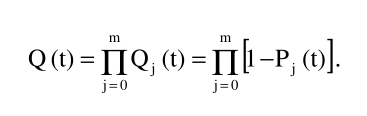 Q(t) = ∏_{j=0}^{m} Q_j(t) = ∏_{j=0}^{m} [1 − P_j(t)].